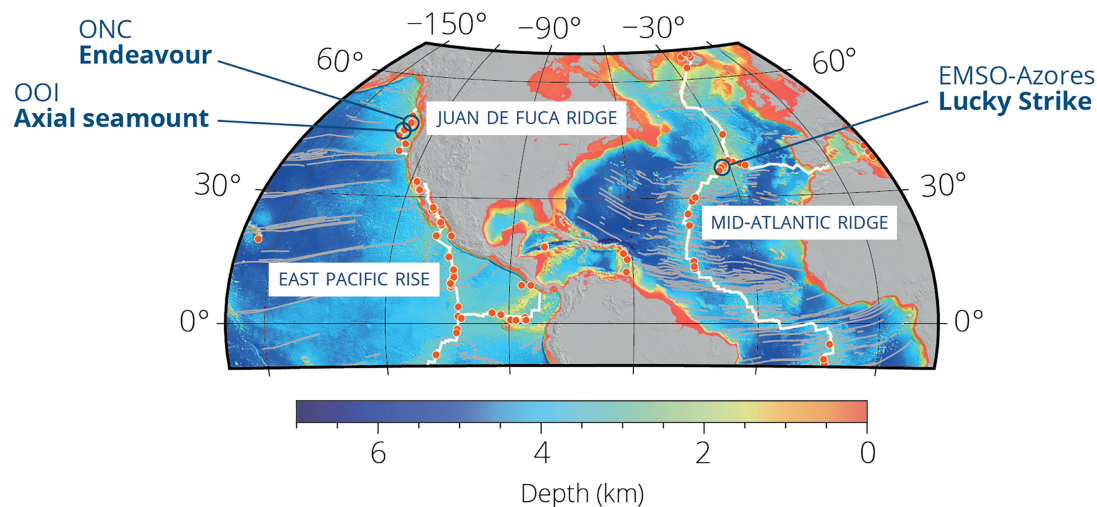 −150°
−90°
−30°
ONC
Endeavour
60°
60°
OOI
Axial seamount
EMSO-Azores
Lucky Strike
JUAN DE FUCA RIDGE
30°
30°
MID-ATLANTIC RIDGE
EAST PACIFIC RISE
0°
0°
6
4
2
0
Depth (km)